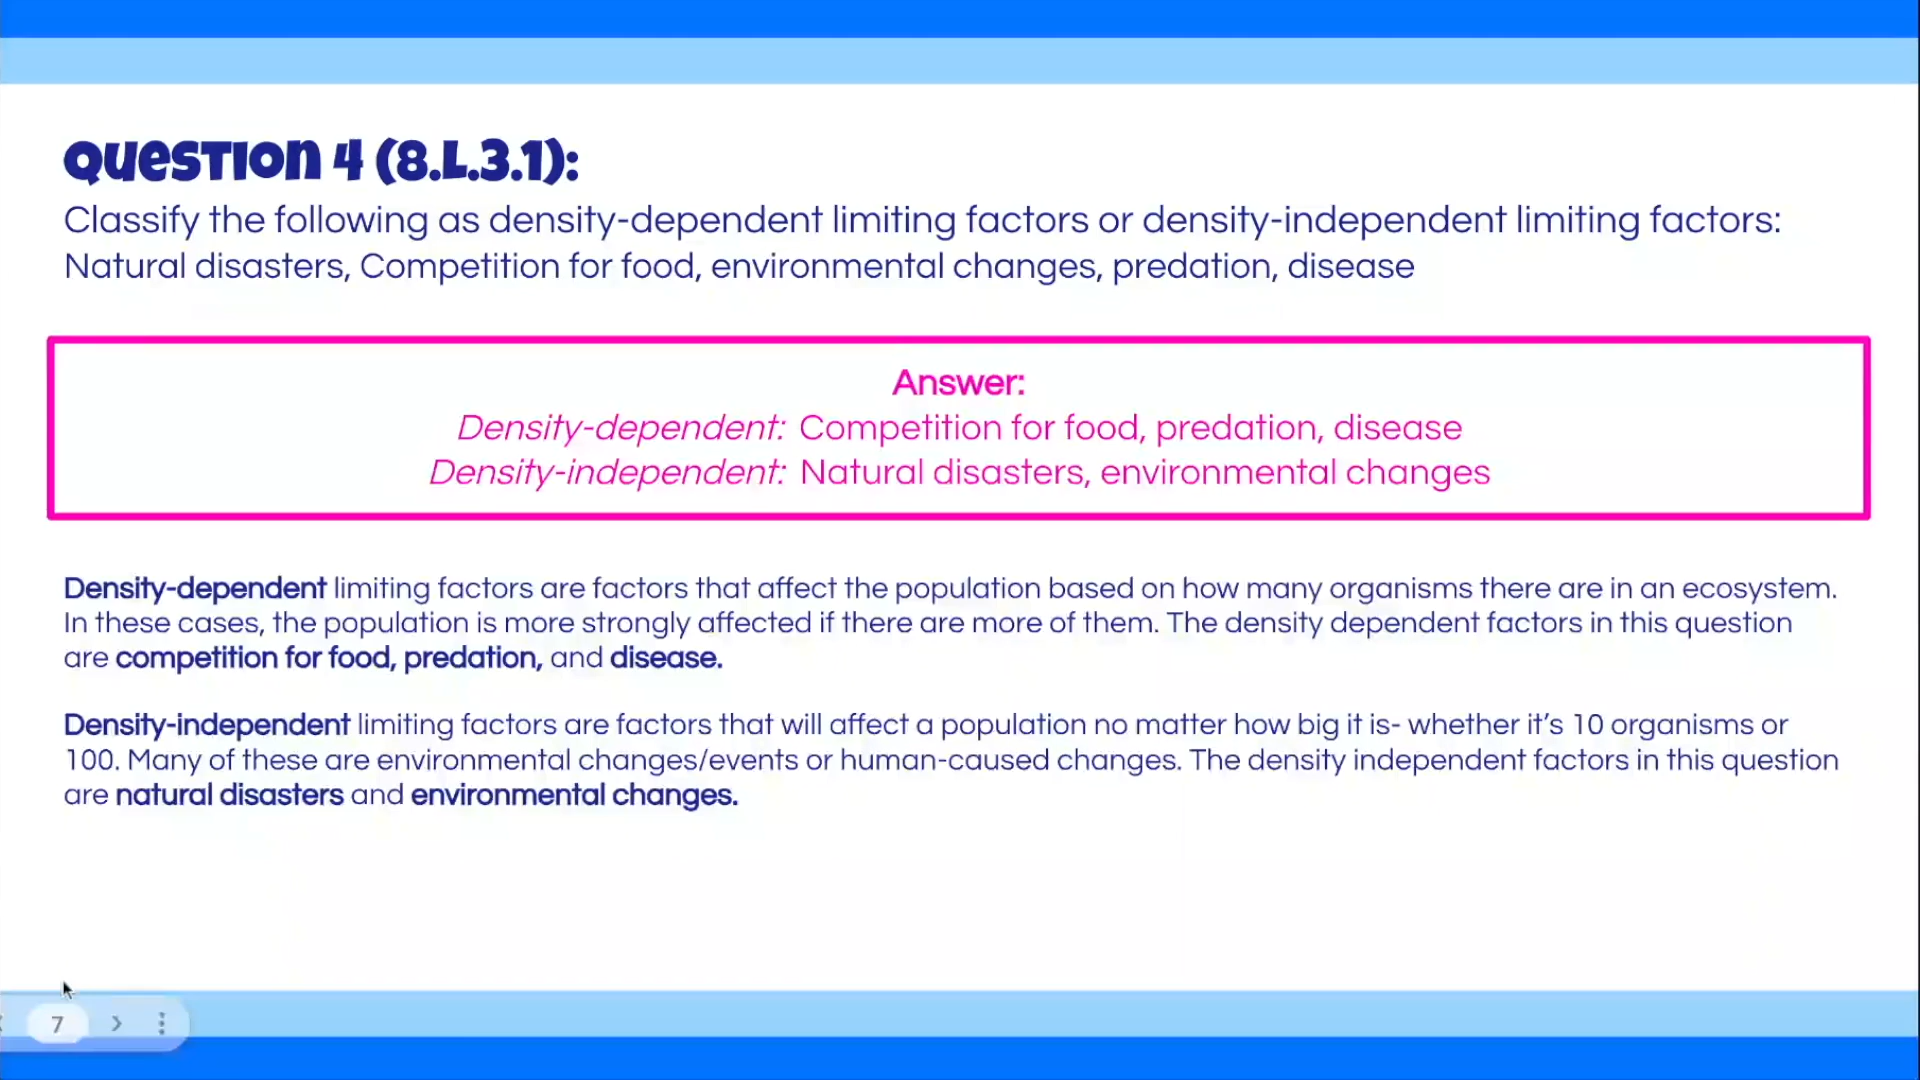 Question 4 (8.L.3.1):
Classify the following as density-dependent limiting factors or density-independent limiting factors:
Natural disasters, Competition for food, environmental changes, predation, disease
Answer:
Density-dependent: Competition for food, predation, disease
Density-independent: Natural disasters, environmental changes
Density-dependent limiting factors are factors that affect the population based on how many organisms there are in an ecosystem.
In these cases, the population is more strongly affected if there are more of them. The density dependent factors in this question
are competition for food, predation, and disease.
Density-independent limiting factors are factors that will affect a population no matter how big it is- whether it's 10 organisms or
100. Many of these are environmental changes/events or human-caused changes. The density independent factors in this question
are natural disasters and environmental changes.
7